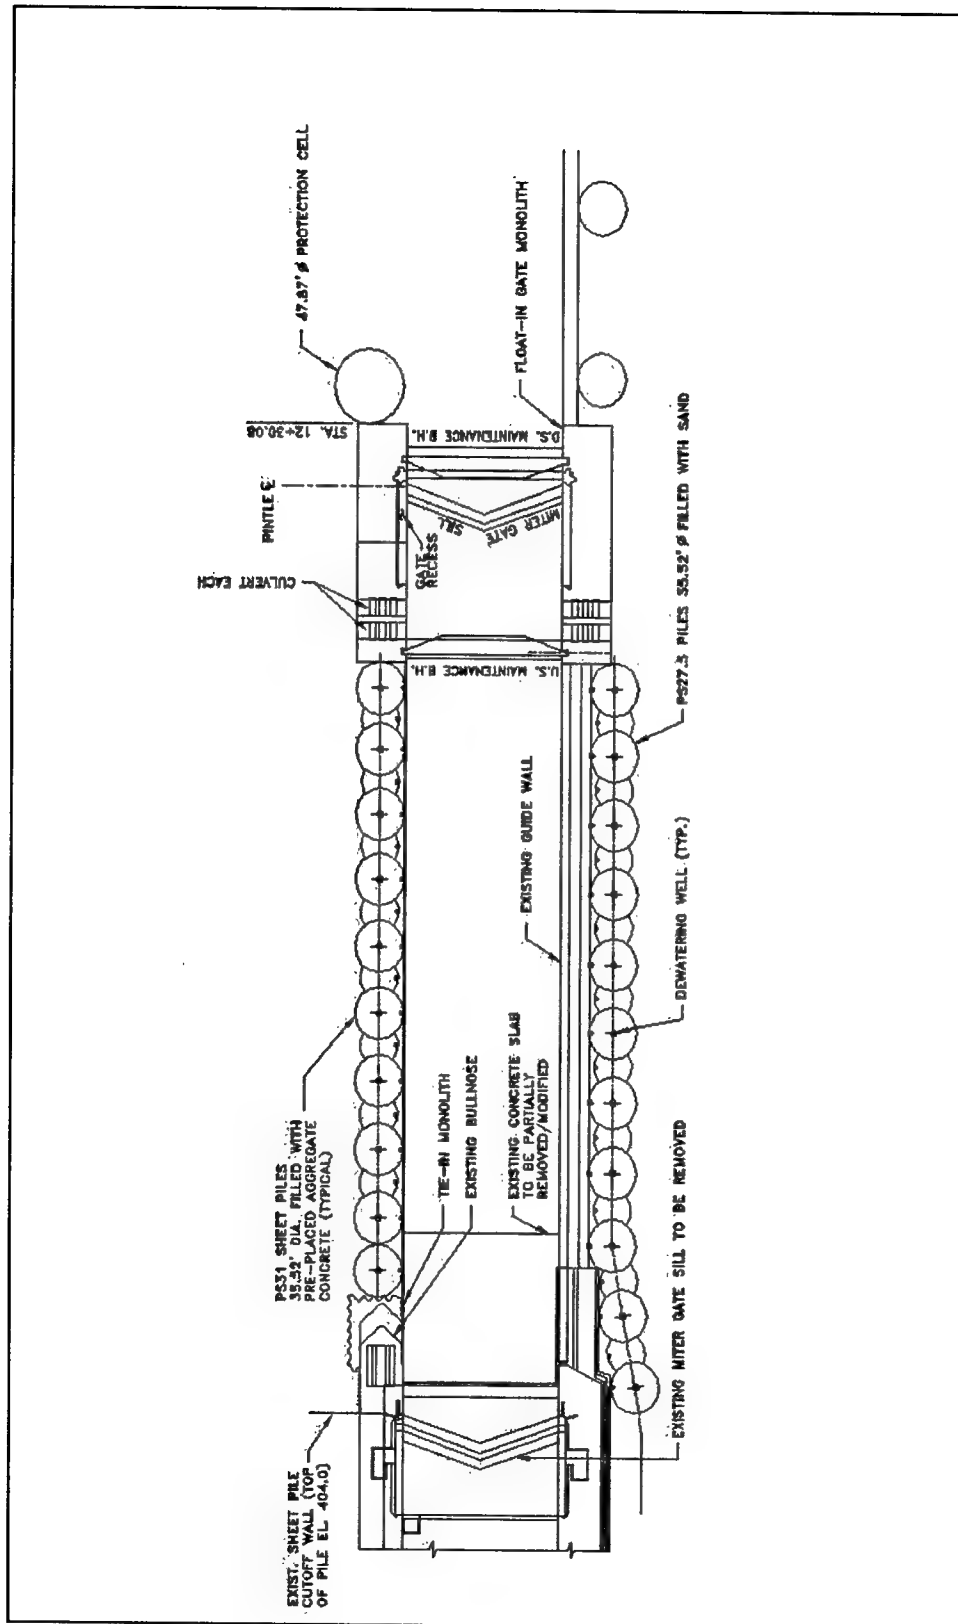 47.87' Ø PROTECTION CELL
STA. 12+30.08
PINTLE ℄
CULVERT EACH
GATE
RECESS
SILL
MITER GATE
D.S. MAINTENANCE B.H.
U.S. MAINTENANCE B.H.
FLOAT-IN GATE MONOLITH
PS27.5 PILES 35.52' Ø FILLED WITH SAND
EXISTING GUIDE WALL
DEWATERING WELL (TYP.)
PS31 SHEET PILES
35.52' DIA. FILLED WITH
PRE-PLACED AGGREGATE
CONCRETE (TYPICAL)
TIE-IN MONOLITH
EXISTING BULLNOSE
EXISTING CONCRETE SLAB
TO BE PARTIALLY
REMOVED/MODIFIED
EXISTING MITER GATE SILL TO BE REMOVED
EXIST. SHEET PILE
CUTOFF WALL (TOP
OF PILE EL. 404.0)